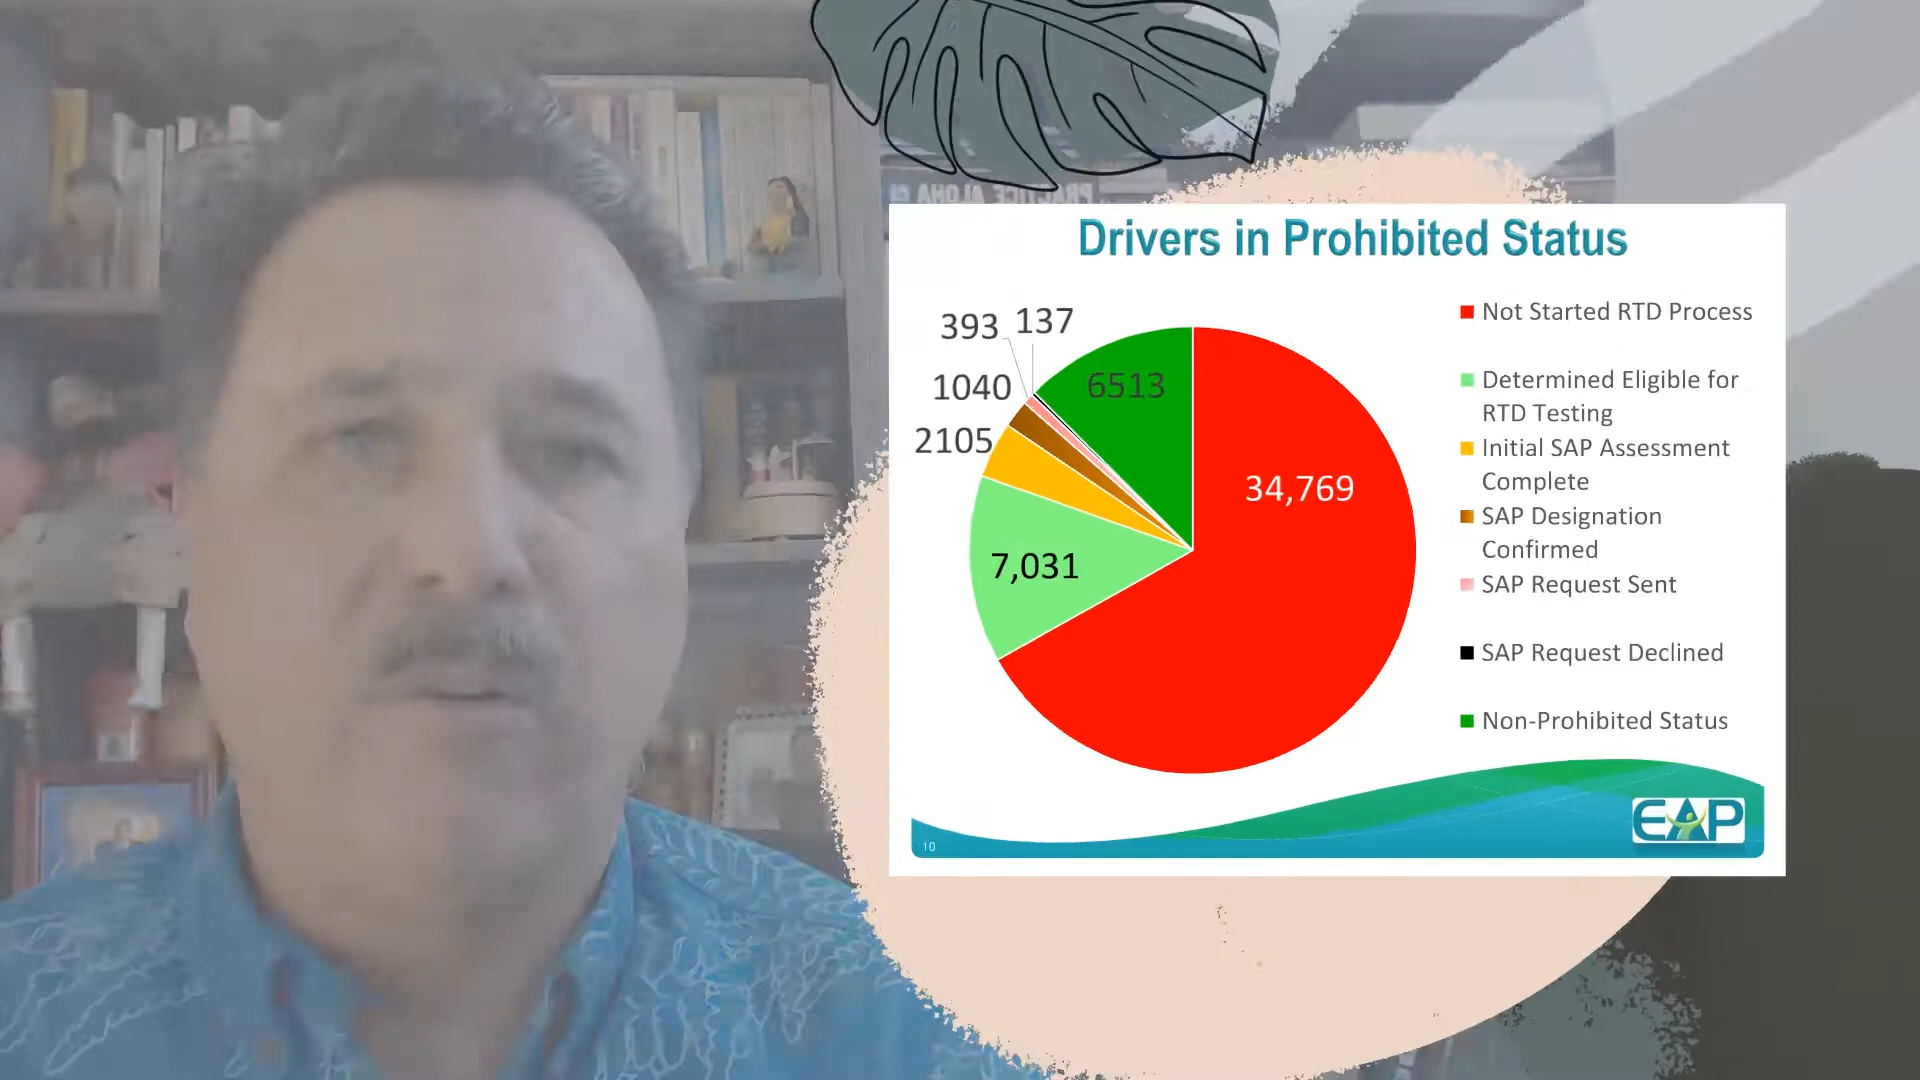 PRACTICE ALOHA
Drivers in Prohibited Status
393
137
1040
6513
2105
34,769
7,031
Not Started RTD Process
Determined Eligible for
RTD Testing
Initial SAP Assessment
Complete
SAP Designation
Confirmed
SAP Request Sent
SAP Request Declined
Non-Prohibited Status
10
EAP